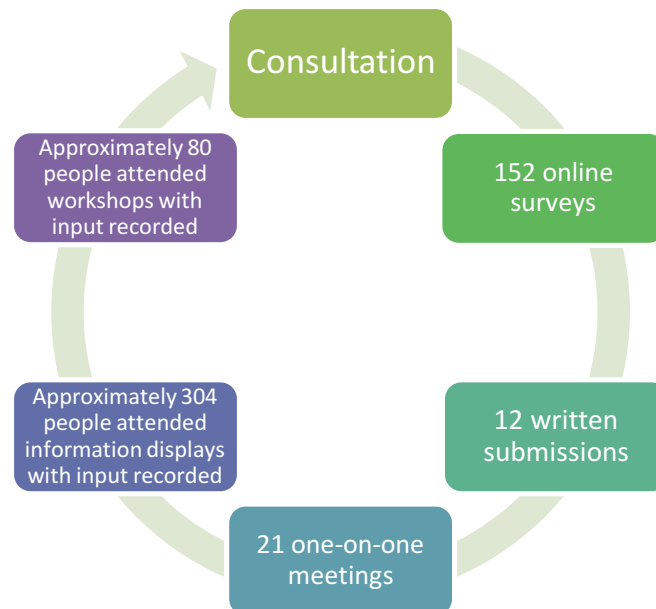 Consultation
152 online
surveys
12 written
submissions
21 one-on-one
meetings
Approximately 304
people attended
information displays
with input recorded
Approximately 80
people attended
workshops with
input recorded